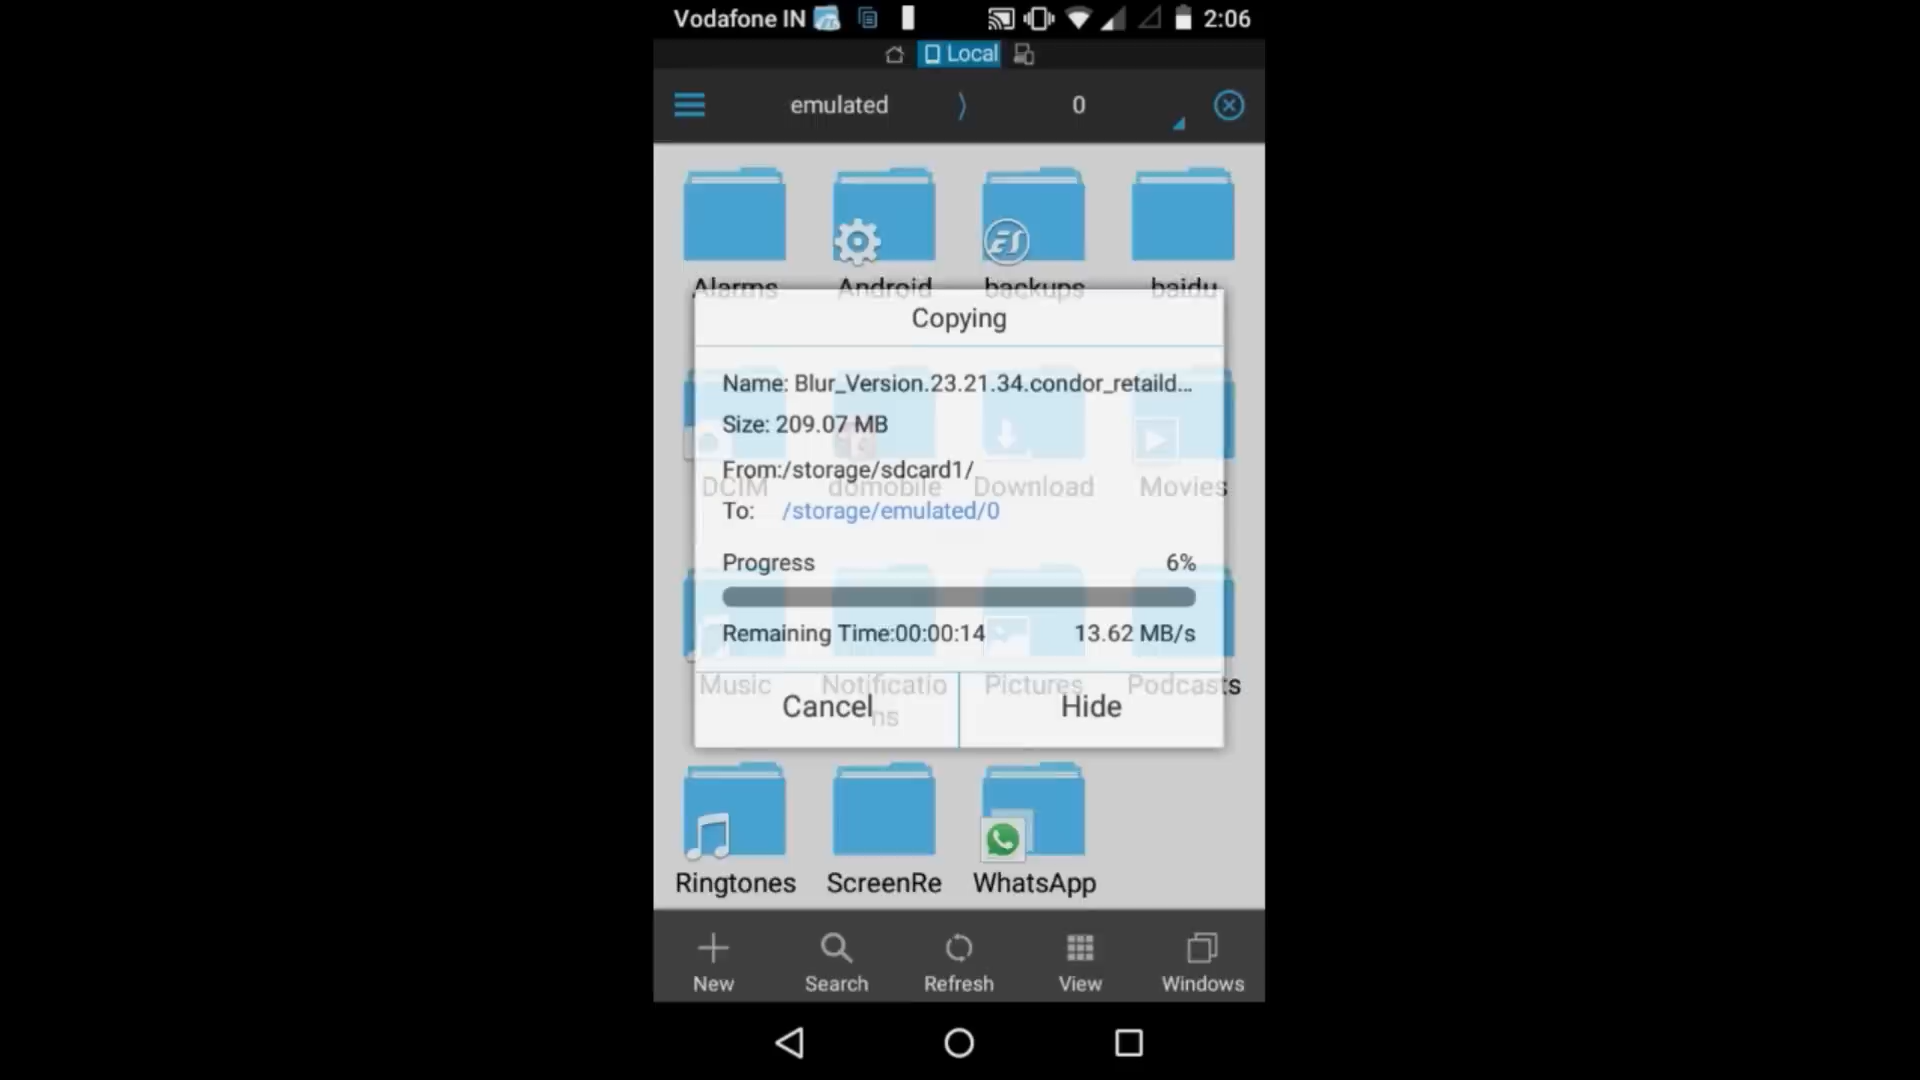 Vodafone IN 2:06
Local
emulated 0
Alarms Android backups baidu
Copying
Name: Blur_Version.23.21.34.condor_retaild...
Size: 209.07 MB
From:/storage/sdcard1/
DCIM domobile Download Movies
To: /storage/emulated/0
Progress 6%
Remaining Time:00:00:14 13.62 MB/s
Music Notificatio Pictures Podcasts
ns
Cancel Hide
Ringtones ScreenRe WhatsApp
New Search Refresh View Windows